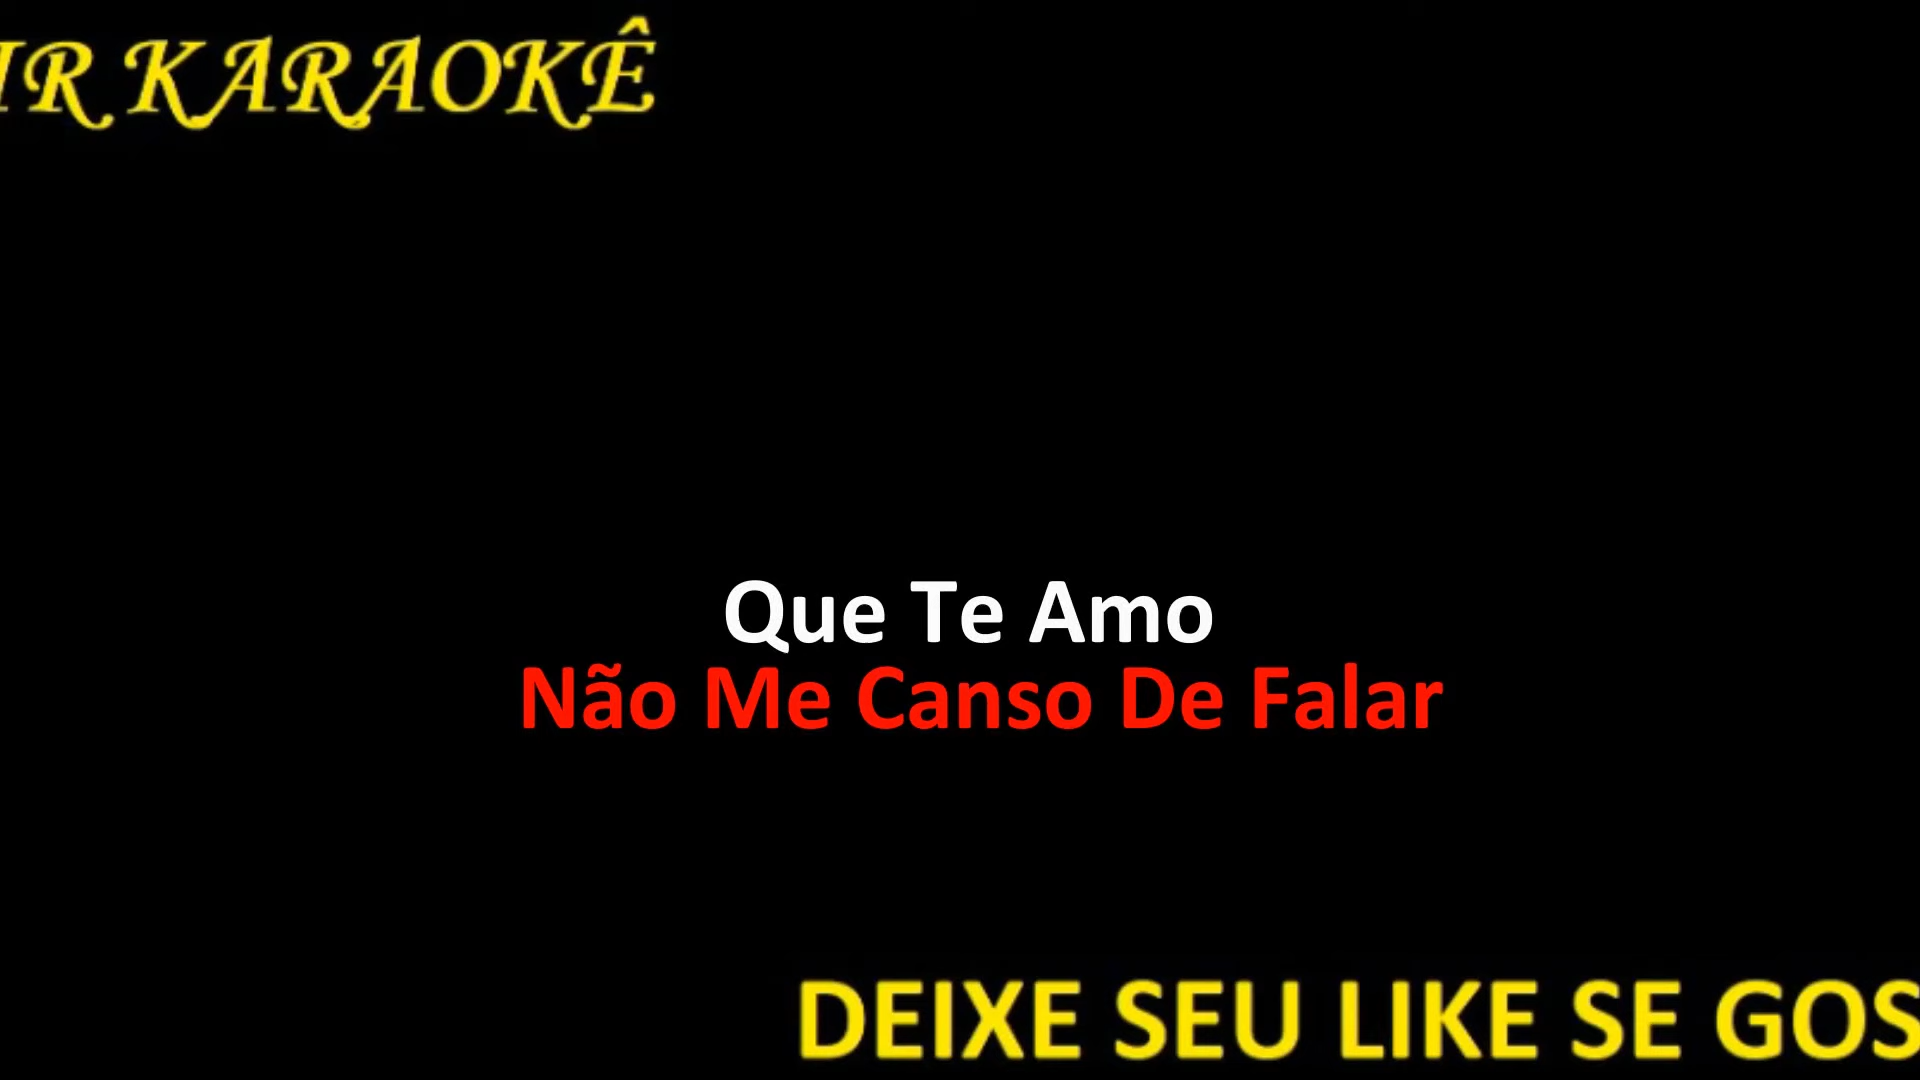 IR KARAOKÊ
Que Te Amo
Não Me Canso De Falar
DEIXE SEU LIKE SE GOS